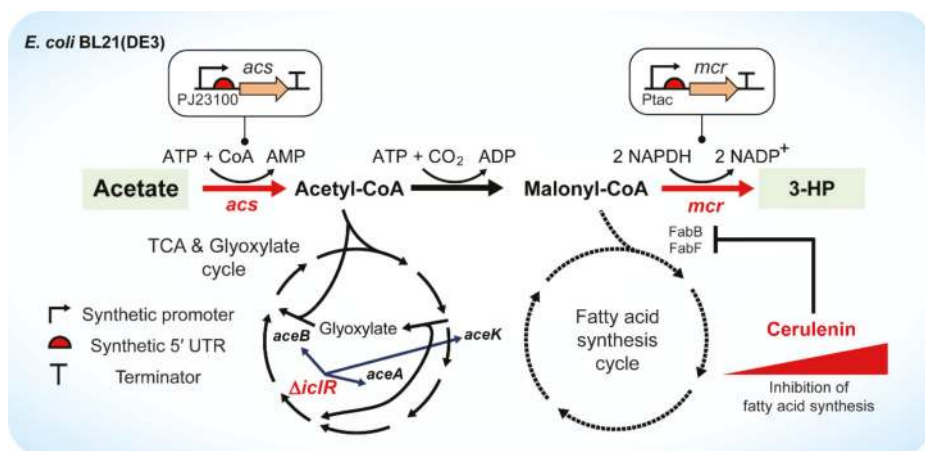 E. coli BL21(DE3)
acs
PJ23100
mcr
Ptac
ATP + CoA AMP
ATP + CO₂ ADP
2 NAPDH 2 NADP⁺
Acetate
acs
Acetyl-CoA
Malonyl-CoA
mcr
3-HP
TCA & Glyoxylate
cycle
FabB
FabF
Synthetic promoter
Synthetic 5′ UTR
Terminator
Glyoxylate
aceB
aceK
aceA
ΔiclR
Fatty acid
synthesis
cycle
Cerulenin
Inhibition of
fatty acid synthesis